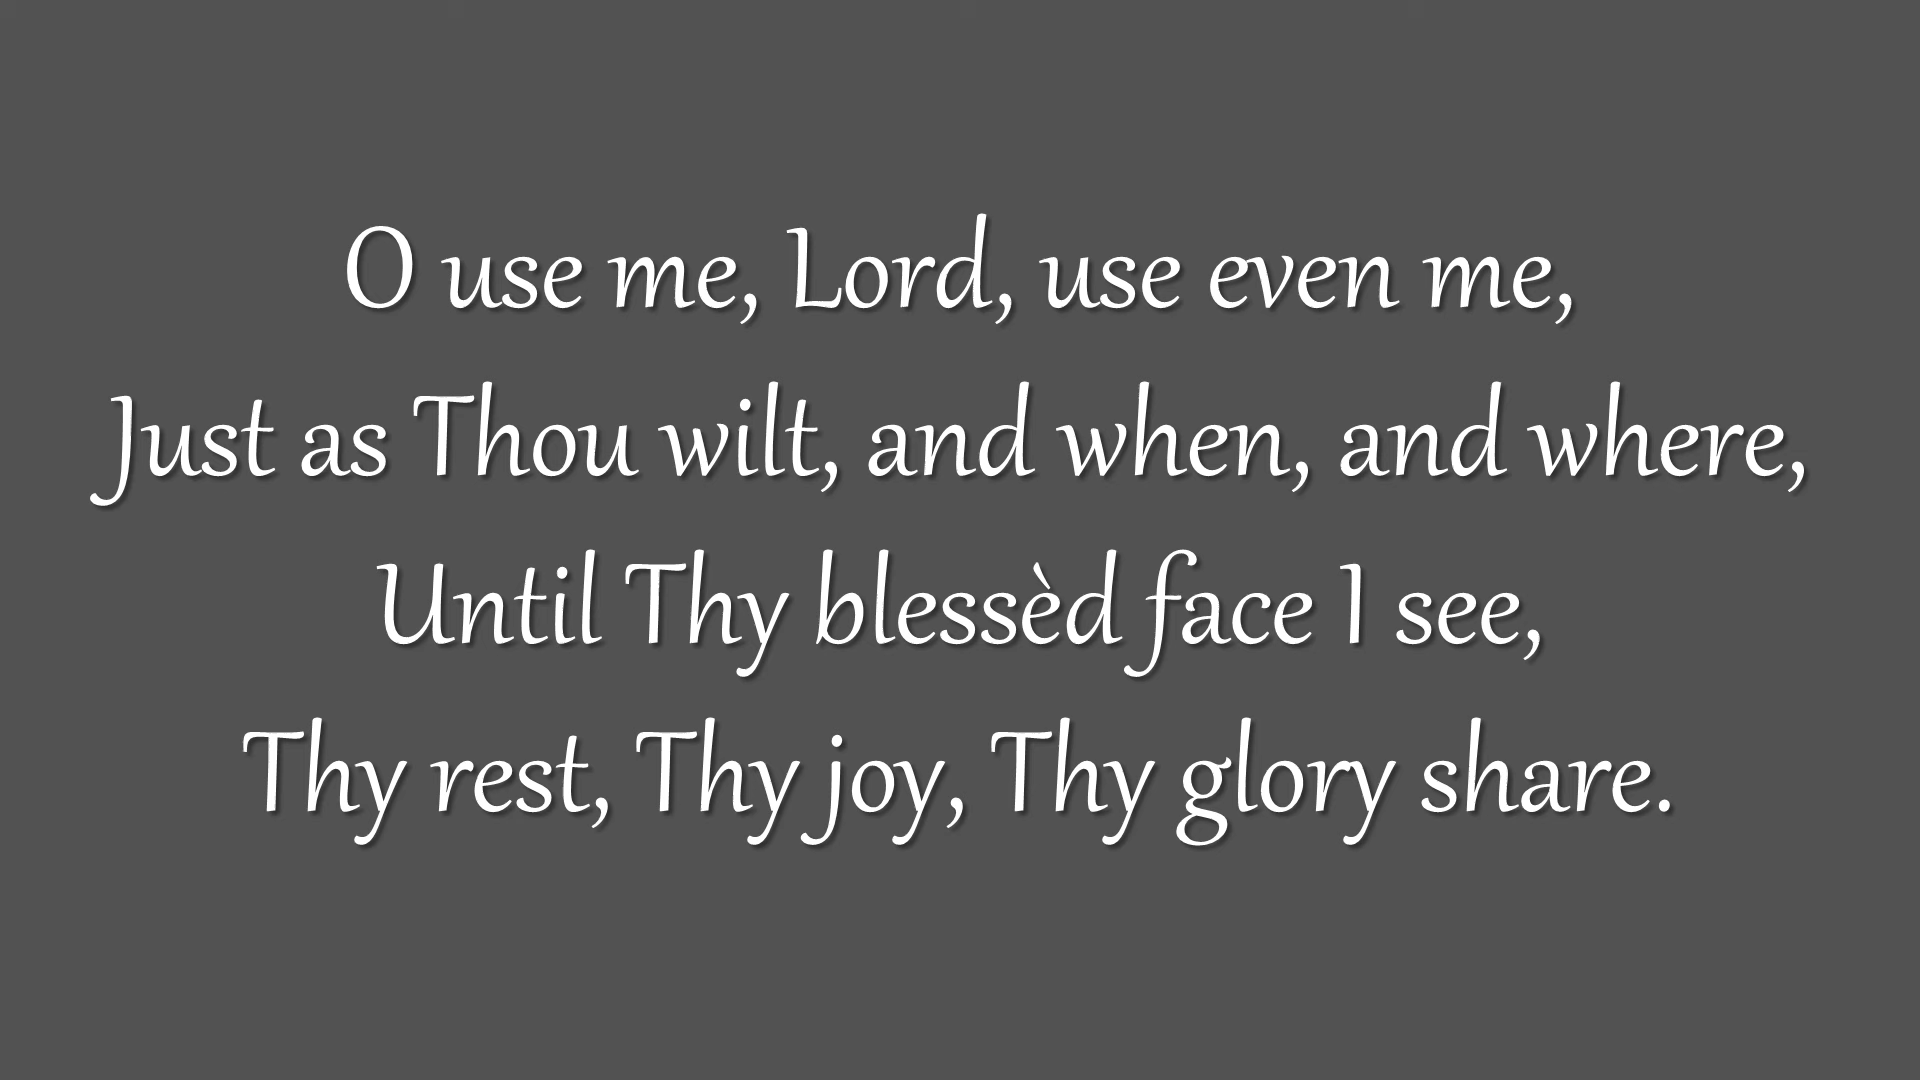 O use me, Lord, use even me,
Just as Thou wilt, and when, and where,
Until Thy blessèd face I see,
Thy rest, Thy joy, Thy glory share.